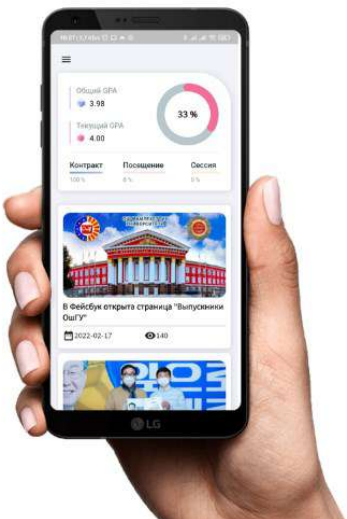 Общий GPA
3.98
33 %
Текущий GPA
4.00
Контракт Посещение Сессия
100 %
0 %
0 %
В Фейсбук открыта страница "Выпускники
ОшГУ"
2022-02-17 140
LG